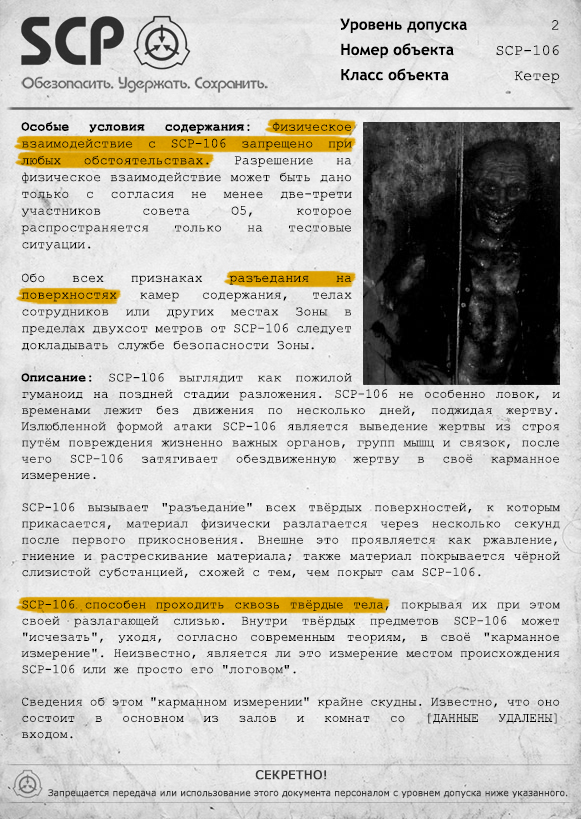 SCP
Обезопасить. Удержать. Сохранить.
Уровень допуска 2
Номер объекта SCP-106
Класс объекта Кетер
Особые условия содержания: Физическое
взаимодействие с SCP-106 запрещено при
любых обстоятельствах. Разрешение на
физическое взаимодействие может быть дано
только с согласия не менее две-трети
участников совета О5, которое
распространяется только на тестовые
ситуации.
Обо всех признаках разъедания на
поверхностях камер содержания, телах
сотрудников или других местах Зоны в
пределах двухсот метров от SCP-106 следует
докладывать службе безопасности Зоны.
Описание: SCP-106 выглядит как пожилой
гуманоид на поздней стадии разложения. SCP-106 не особенно ловок, и
временами лежит без движения по несколько дней, поджидая жертву.
Излюбленной формой атаки SCP-106 является выведение жертвы из строя
путём повреждения жизненно важных органов, групп мышц и связок, после
чего SCP-106 затягивает обездвиженную жертву в своё карманное
измерение.
SCP-106 вызывает "разъедание" всех твёрдых поверхностей, к которым
прикасается, материал физически разлагается через несколько секунд
после первого прикосновения. Внешне это проявляется как ржавление,
гниение и растрескивание материала; также материал покрывается чёрной
слизистой субстанцией, схожей с тем, чем покрыт сам SCP-106.
SCP-106 способен проходить сквозь твёрдые тела, покрывая их при этом
своей разлагающей слизью. Внутри твёрдых предметов SCP-106 может
"исчезать", уходя, согласно современным теориям, в своё "карманное
измерение". Неизвестно, является ли это измерение местом происхождения
SCP-106 или же просто его "логовом".
Сведения об этом "карманном измерении" крайне скудны. Известно, что оно
состоит в основном из залов и комнат со [ДАННЫЕ УДАЛЕНЫ]
входом.
СЕКРЕТНО!
Запрещается передача или использование этого документа персоналом с уровнем допуска ниже указанного.